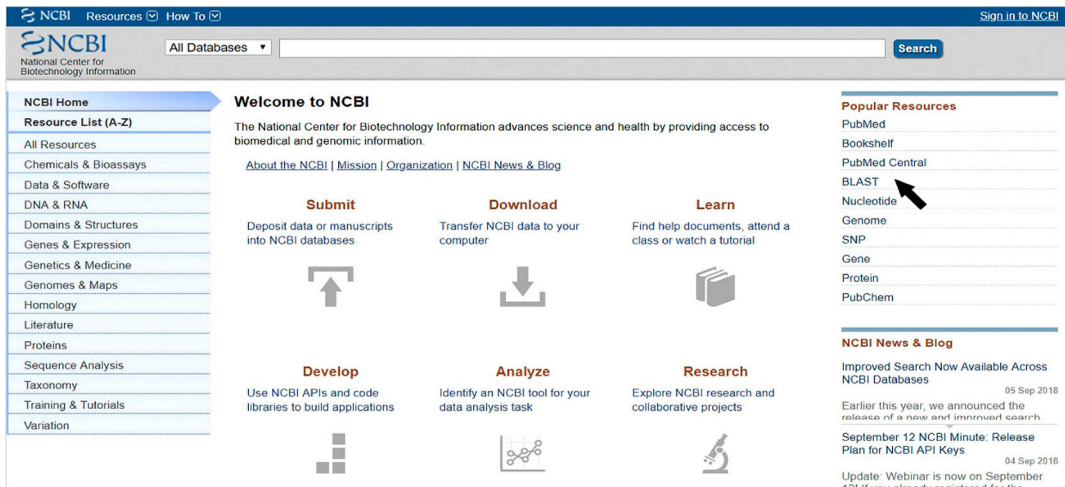 NCBI Resources How To Sign in to NCBI
NCBI
National Center for
Biotechnology Information
All Databases Search
NCBI Home
Resource List (A-Z)
All Resources
Chemicals & Bioassays
Data & Software
DNA & RNA
Domains & Structures
Genes & Expression
Genetics & Medicine
Genomes & Maps
Homology
Literature
Proteins
Sequence Analysis
Taxonomy
Training & Tutorials
Variation
Welcome to NCBI
The National Center for Biotechnology Information advances science and health by providing access to
biomedical and genomic information.
About the NCBI | Mission | Organization | NCBI News & Blog
Submit
Deposit data or manuscripts
into NCBI databases
Download
Transfer NCBI data to your
computer
Learn
Find help documents, attend a
class or watch a tutorial
Develop
Use NCBI APIs and code
libraries to build applications
Analyze
Identify an NCBI tool for your
data analysis task
Research
Explore NCBI research and
collaborative projects
Popular Resources
PubMed
Bookshelf
PubMed Central
BLAST
Nucleotide
Genome
SNP
Gene
Protein
PubChem
NCBI News & Blog
Improved Search Now Available Across
NCBI Databases
05 Sep 2018
Earlier this year, we announced the
release of a new and improved search
September 12 NCBI Minute: Release
Plan for NCBI API Keys
04 Sep 2018
Update: Webinar is now on September